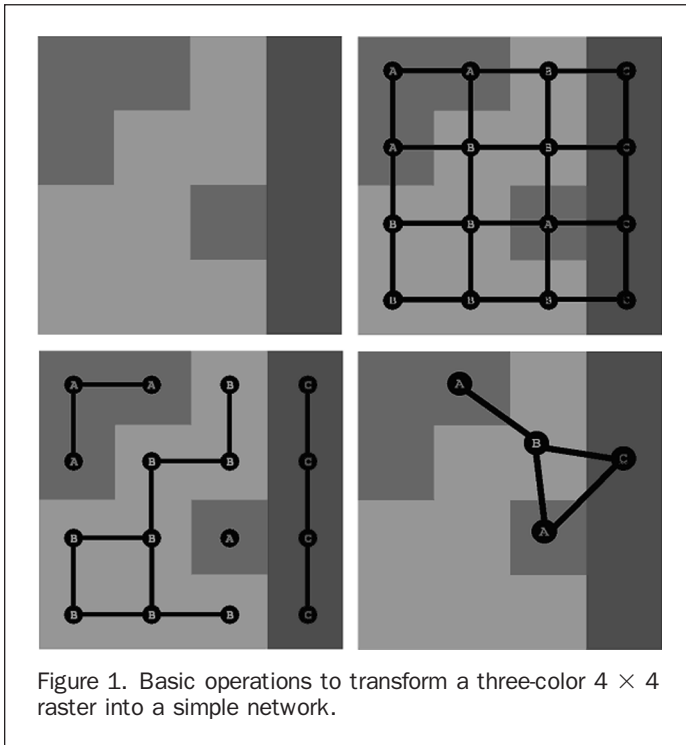 A A B C
A B B C
B B A C
B B B C
A A B C
A B B C
B B A C
B B B C
A
B
C
A
Figure 1. Basic operations to transform a three-color 4 × 4
raster into a simple network.